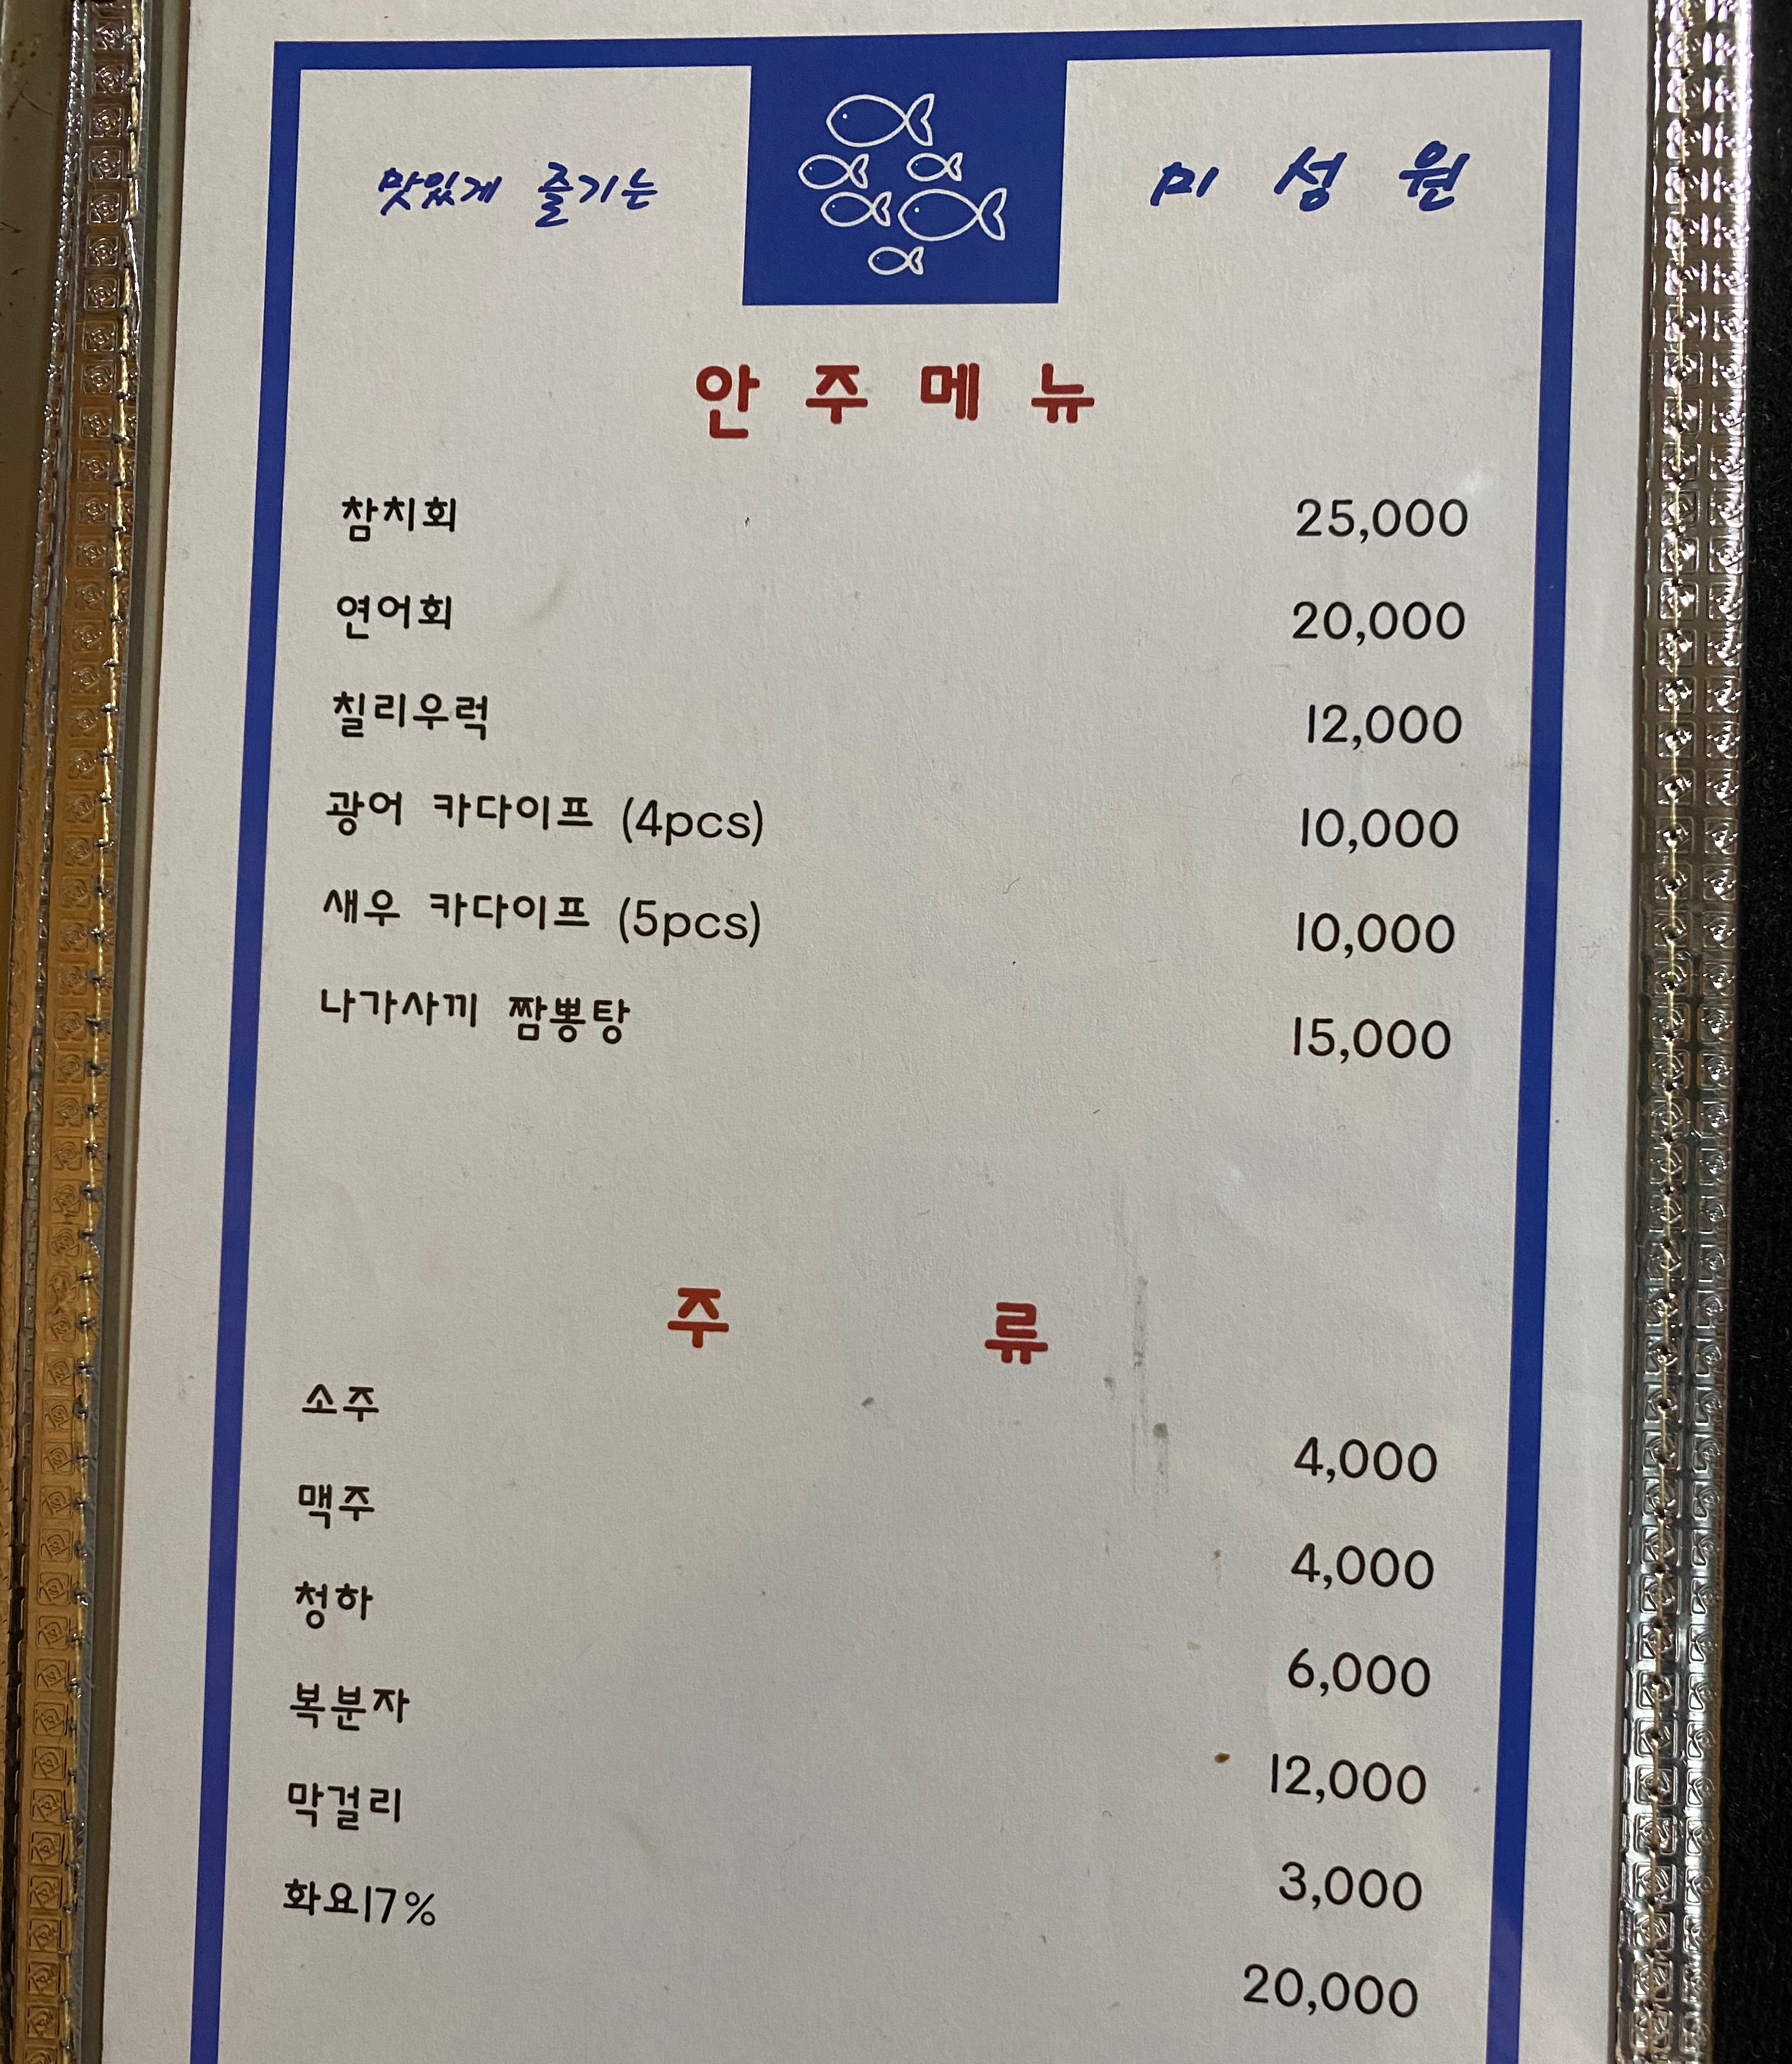 맛있게 즐기는 미성원
안주메뉴
참치회 25,000
연어회 20,000
칠리우럭 12,000
광어 카다이프 (4pcs) 10,000
새우 카다이프 (5pcs) 10,000
나가사끼 짬뽕탕 15,000
주류
소주 4,000
맥주 4,000
청하 6,000
복분자 12,000
막걸리 3,000
화요17% 20,000